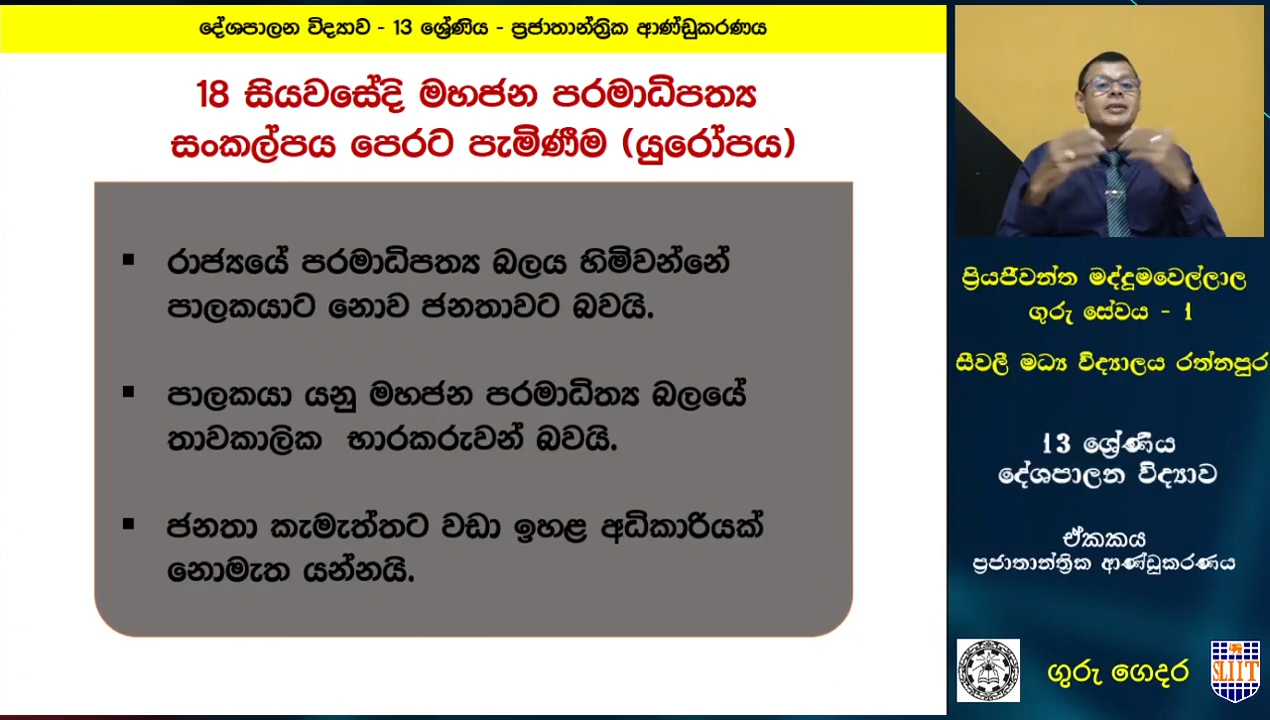 දේශපාලන විද්‍යාව - 13 ශ්‍රේණිය - ප්‍රජාතාන්ත්‍රික ආණ්ඩුකරණය
18 සියවසේදි මහජන පරමාධිපත්‍ය
සංකල්පය පෙරට පැමිණීම (යුරෝපය)
▪ රාජ්‍යයේ පරමාධිපත්‍ය බලය හිමිවන්නේ
පාලකයාට නොව ජනතාවට බවයි.
▪ පාලකයා යනු මහජන පරමාධිත්‍ය බලයේ
තාවකාලික භාරකරුවන් බවයි.
▪ ජනතා කැමැත්තට වඩා ඉහළ අධිකාරියක්
නොමැත යන්නයි.
ප්‍රියජීවන්ත මද්දූමවෙල්ලාල
ගුරු සේවය - 1
සීවලී මධ්‍ය විද්‍යාලය රත්නපුර
13 ශ්‍රේණිය
දේශපාලන විද්‍යාව
ඒකකය
ප්‍රජාතාන්ත්‍රික ආණ්ඩුකරණය
ගුරු ගෙදර
SLIIT